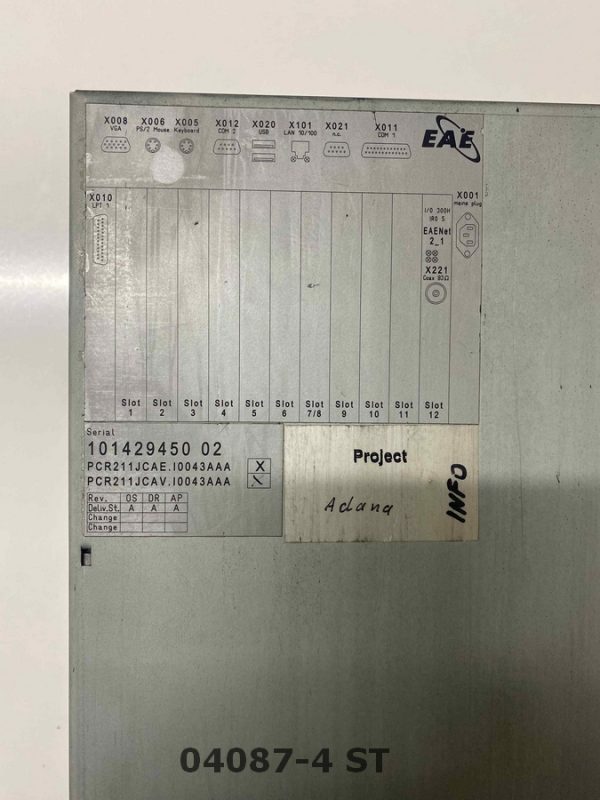 X008 X006 X005 X012 X020 X101 X021 X011
VGA PS/2 Mouse Keyboard COM 2 USB LAN 10/100 n.c. COM 1
EAE
X010
LPT 1
X001
mains plug
I/O 300H
IRQ 5
EAENet
2_1
X221
Coax 93Ω
Slot 1
Slot 2
Slot 3
Slot 4
Slot 5
Slot 6
Slot 7/8
Slot 9
Slot 10
Slot 11
Slot 12
Serial
101429450 02
PCR211JCAE.I0043AAA X
PCR211JCAV.I0043AAA
Rev. OS DR AP
Deliv.St. A A A
Change
Change
Project
Adana
INFO
04087-4 ST